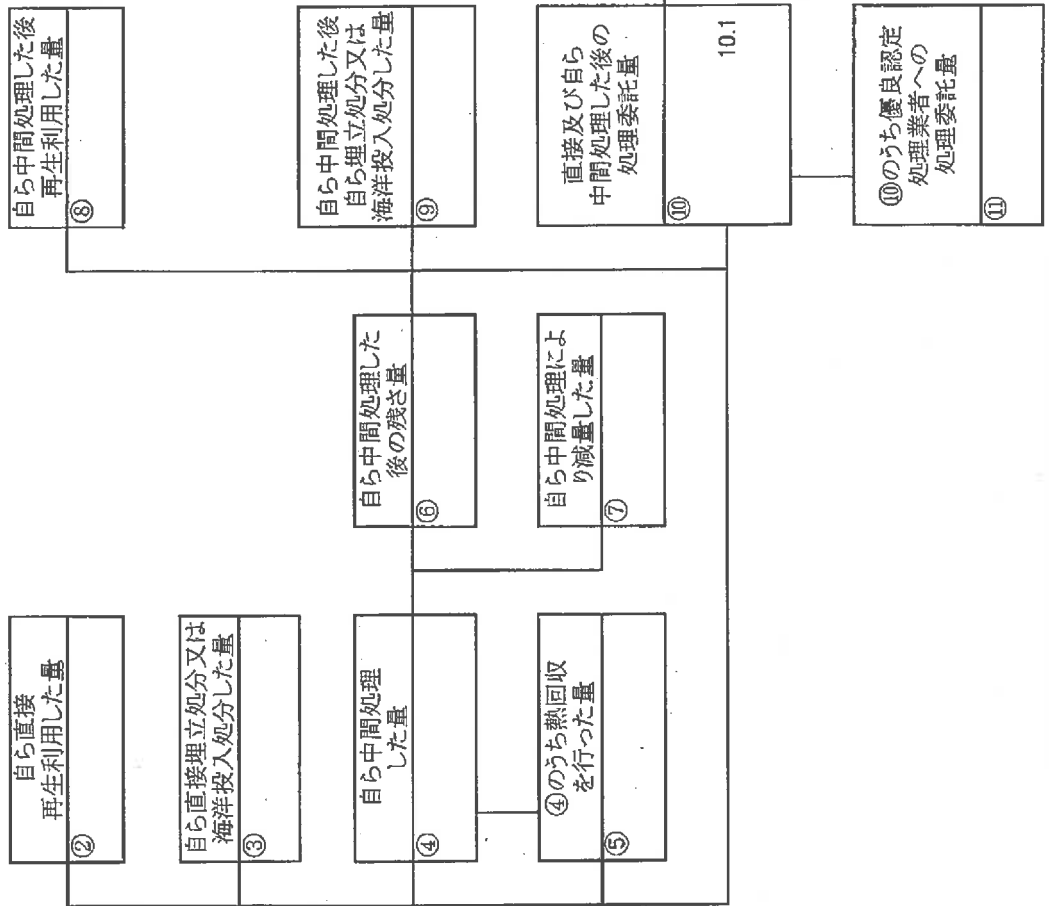 自ら直接
再生利用した量
②
自ら直接埋立処分又は
海洋投入処分した量
③
自ら中間処理
した量
④
④のうち熱回収
を行った量
⑤
自ら中間処理した
後の残さ量
⑥
自ら中間処理によ
り減量した量
⑦
自ら中間処理した後
再生利用した量
⑧
自ら中間処理した後
自ら埋立処分又は
海洋投入処分した量
⑨
直接及び自ら
中間処理した後の
処理委託量
⑩
10.1
⑩のうち優良認定
処理業者への
処理委託量
⑪